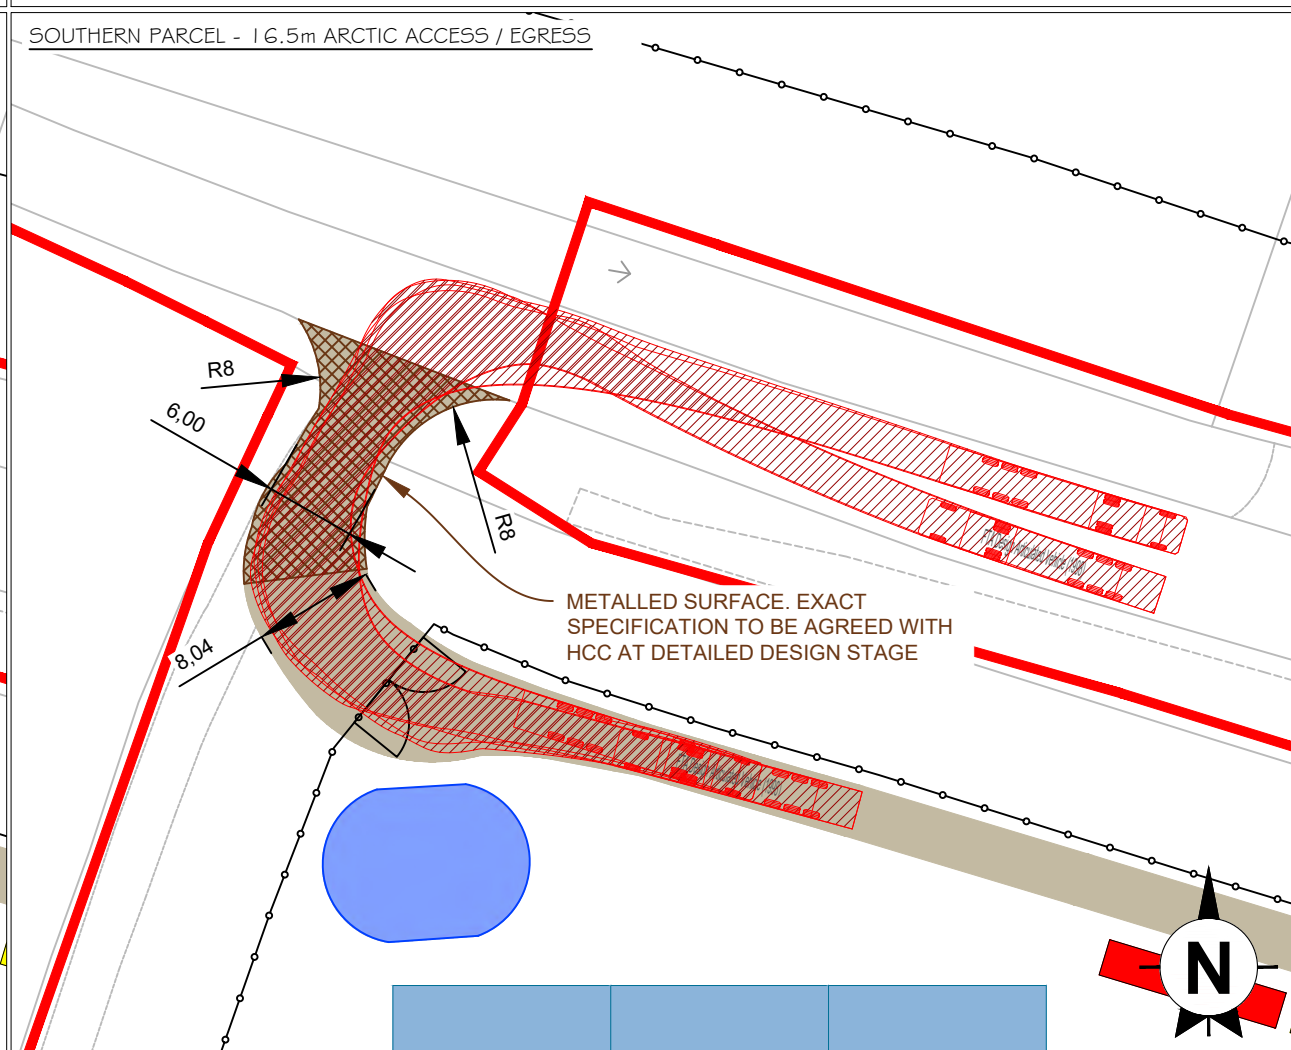 SOUTHERN PARCEL - 16.5m ARCTIC ACCESS / EGRESS
R8
6,00
R8
METALLED SURFACE. EXACT
SPECIFICATION TO BE AGREED WITH
HCC AT DETAILED DESIGN STAGE
8,04
N